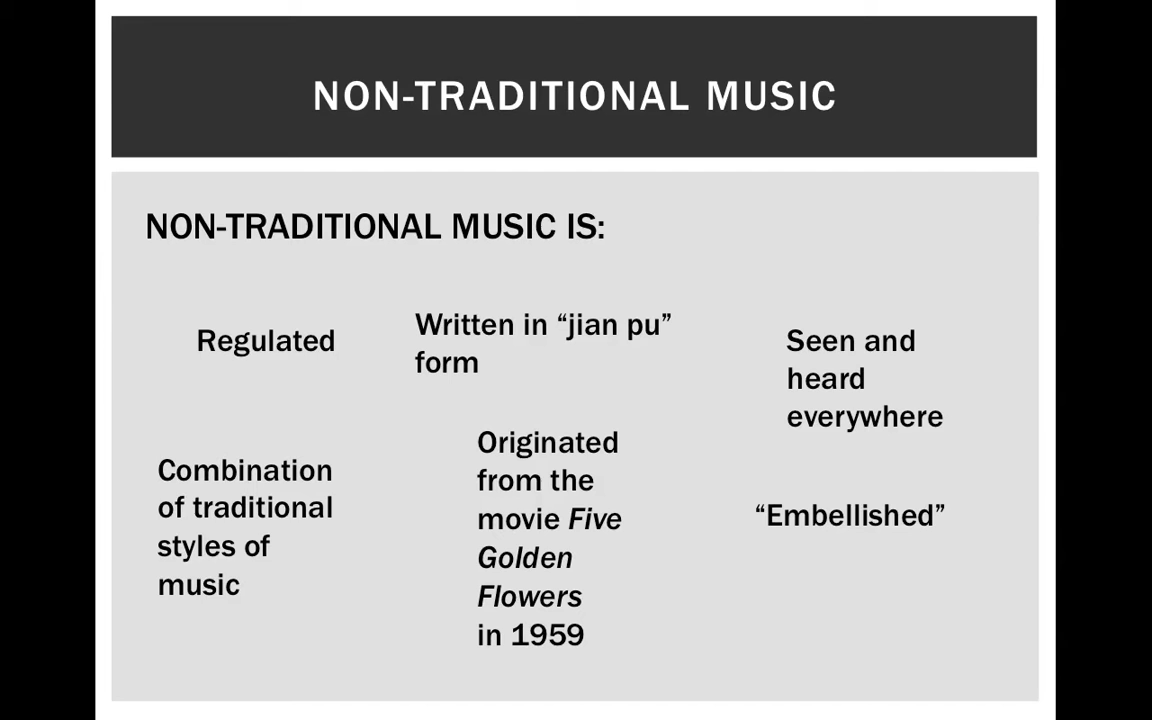 NON-TRADITIONAL MUSIC
NON-TRADITIONAL MUSIC IS:
Regulated
Written in “jian pu”
form
Seen and
heard
everywhere
Combination
of traditional
styles of
music
Originated
from the
movie Five
Golden
Flowers
in 1959
“Embellished”